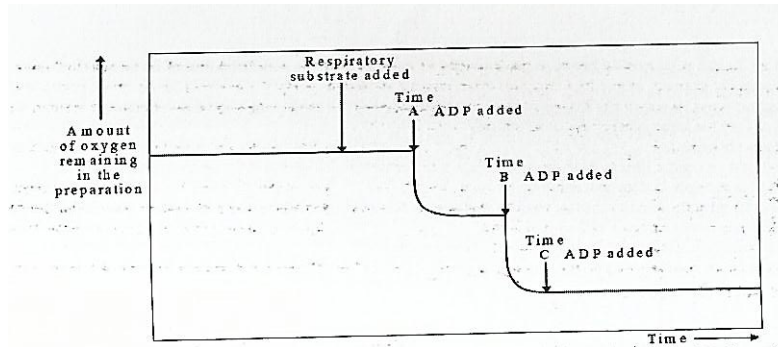 Respiratory
substrate added
Time
A ADP added
Amount
of oxygen
remaining
in the
preparation
Time
B ADP added
Time
C ADP added
Time